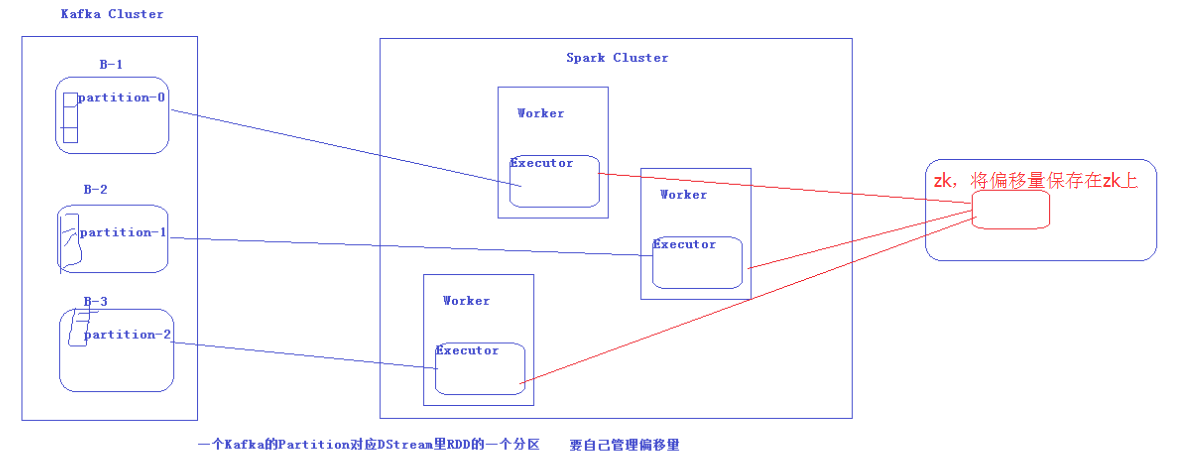 Kafka Cluster
B-1
partition-0
B-2
partition-1
B-3
partition-2
Spark Cluster
Worker
Executor
Worker
Executor
Worker
Executor
zk，将偏移量保存在zk上
一个Kafka的Partition对应DStream里RDD的一个分区 要自己管理偏移量